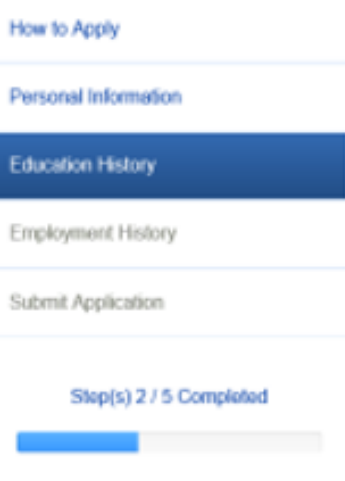 How to Apply
Personal Information
Education History
Employment History
Submit Application
Step(s) 2 / 5 Completed